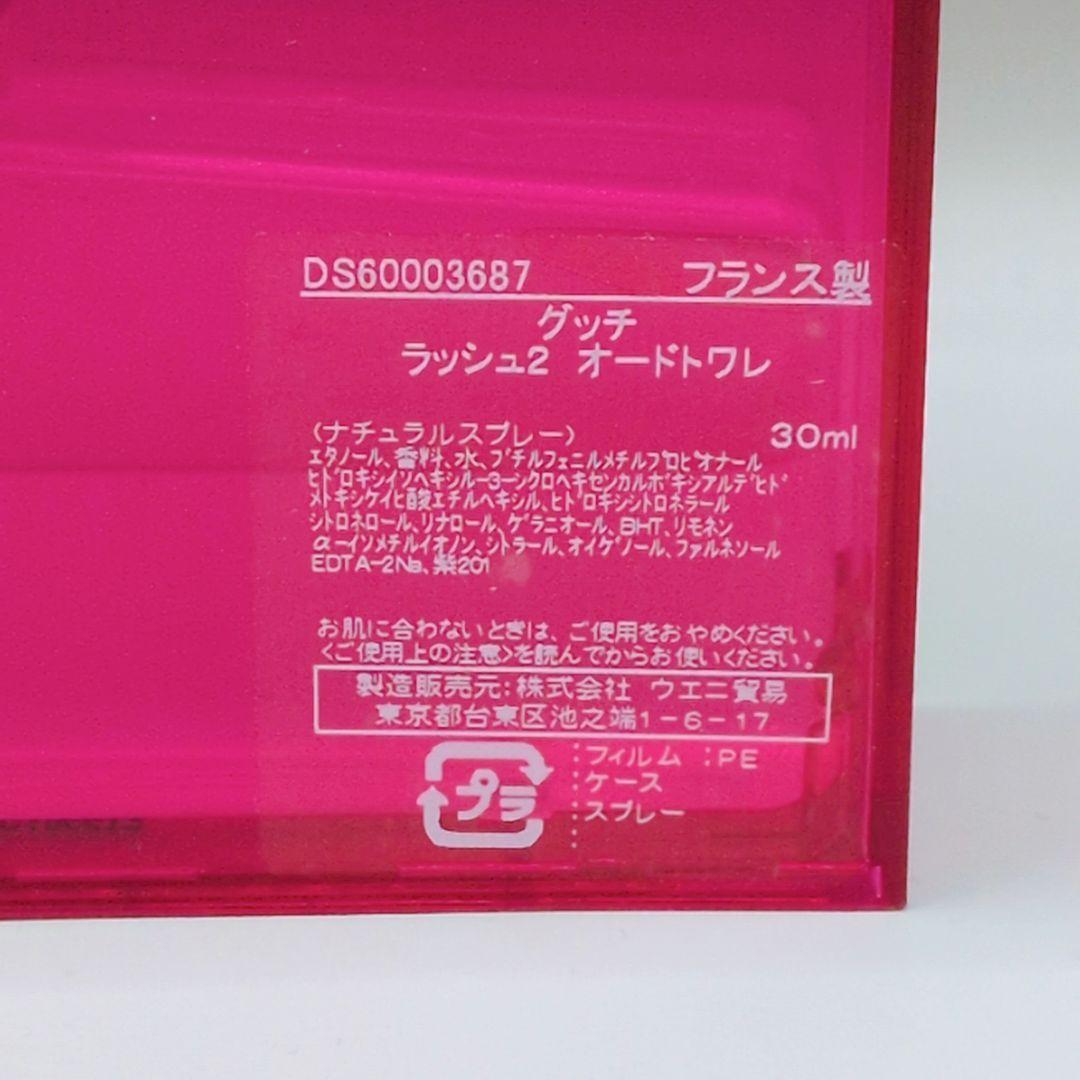 DS60003687 フランス製
グッチ
ラッシュ2 オードトワレ
(ナチュラルスプレー) 30ml
エタノール、香料、水、ブチルフェニルメチルプロピオナール
ヒドロキシイソヘキシル-3-シクロヘキセンカルボキシアルデヒド
メトキシケイヒ酸エチルヘキシル、ヒドロキシシトロネラール
シトロネロール、リナロール、ゲラニオール、BHT、リモネン
α-イソメチルイオノン、シトラール、オイゲノール、ファルネソール
EDTA-2Na、紫201
お肌に合わないときは、ご使用をおやめください。
<ご使用上の注意>を読んでからお使いください。
製造販売元:株式会社 ウエニ貿易
東京都台東区池之端1-6-17
プラ
:フィルム :PE
:ケース
:スプレー